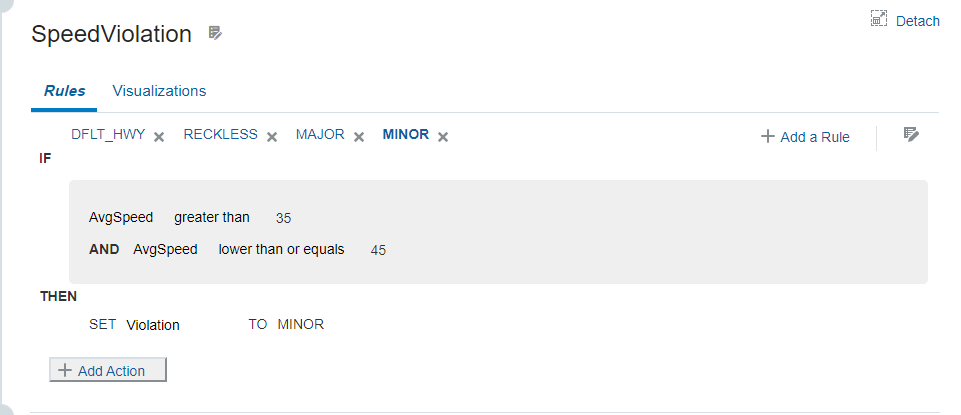 SpeedViolation
Detach
Rules Visualizations
DFLT_HWY RECKLESS MAJOR MINOR Add a Rule
IF
AvgSpeed greater than 35
AND AvgSpeed lower than or equals 45
THEN
SET Violation TO MINOR
Add Action